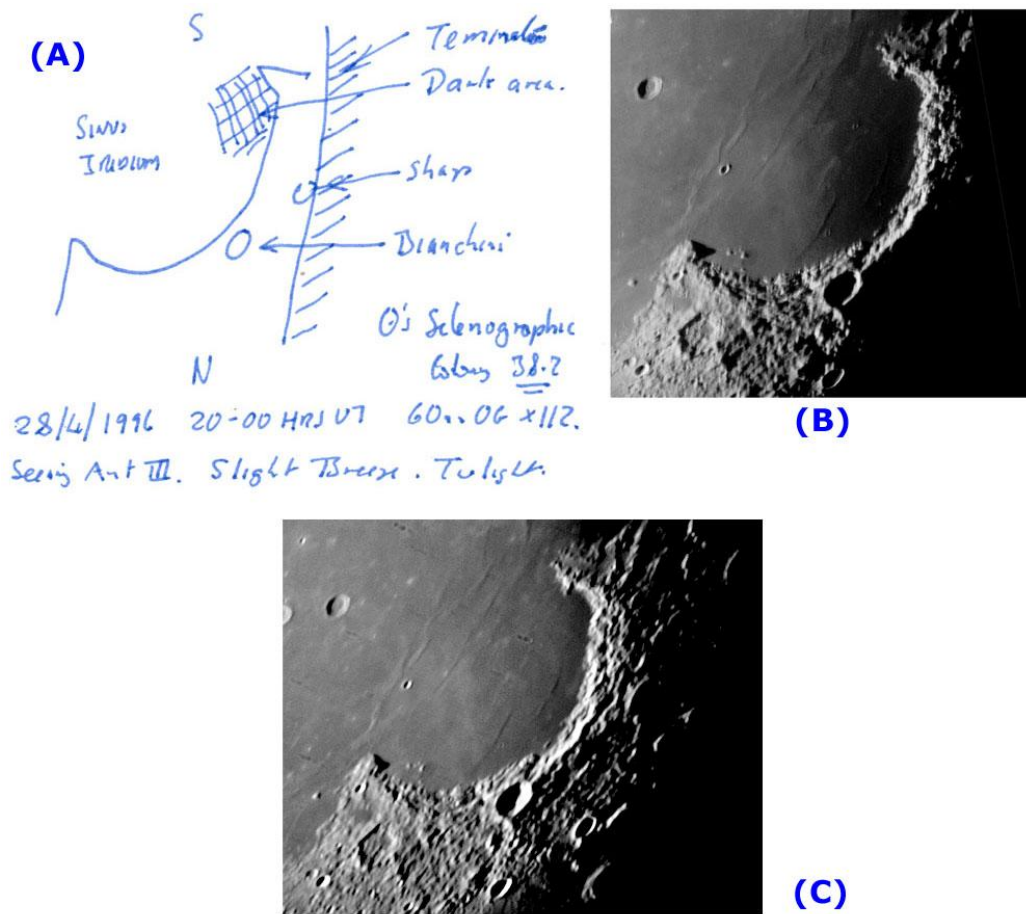 (A)
S
Terminator
Dark area.
Sinus
Iridium
Sharp
Bianchini
N
O's Selenographic
Colong 38.2
28/4/1996 20-00 HRS UT 60mm OG x112.
Seeing Ant III. Slight Breeze. Twilight.
(B)
(C)